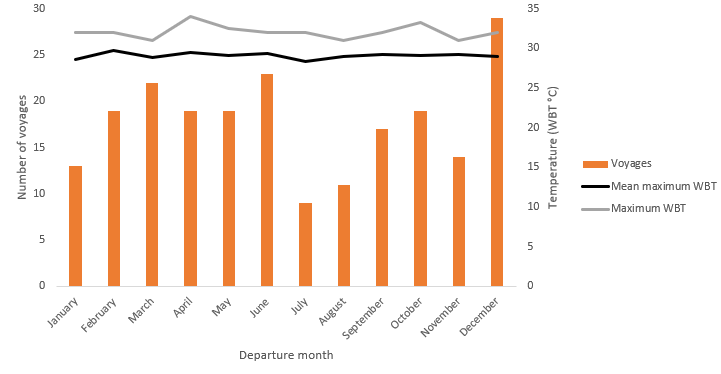 30
25
20
15
10
5
0
Number of voyages
35
30
25
20
15
10
5
0
Temperature (WBT °C)
January
February
March
April
May
June
July
August
September
October
November
December
Departure month
Voyages
Mean maximum WBT
Maximum WBT